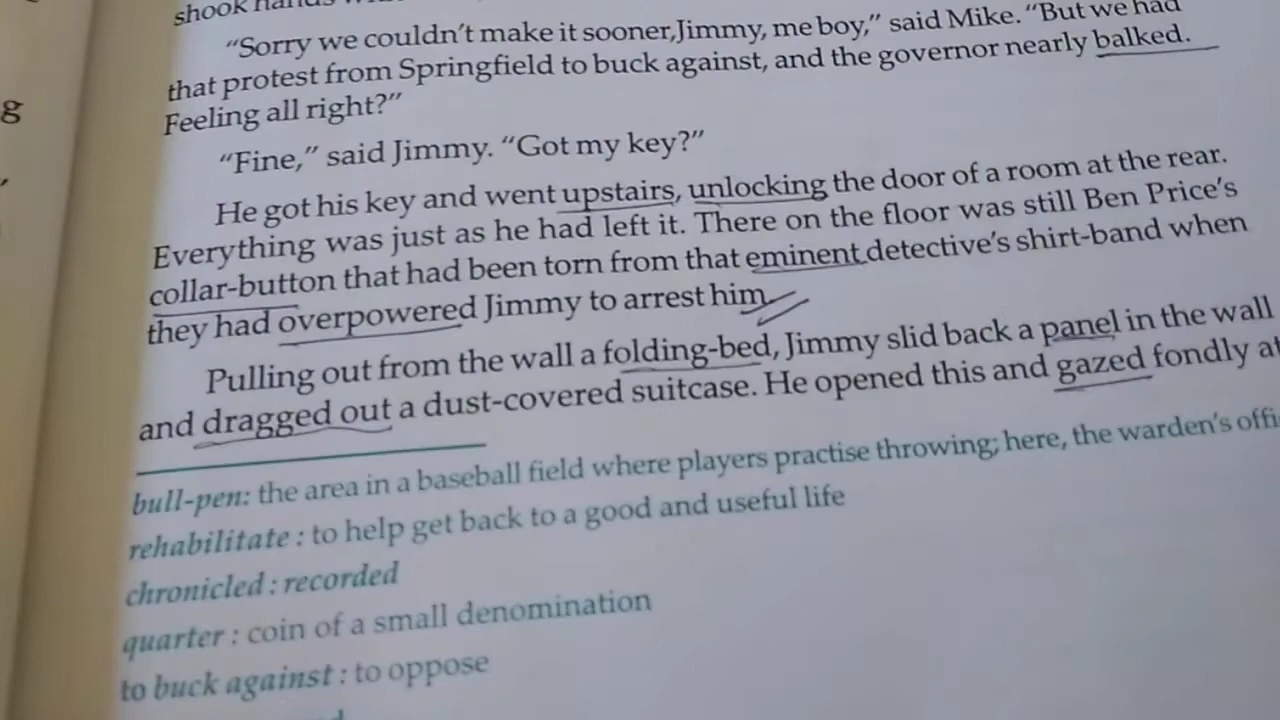 shook hands
“Sorry we couldn’t make it sooner,Jimmy, me boy,” said Mike. “But we had
that protest from Springfield to buck against, and the governor nearly balked.
Feeling all right?”
“Fine,” said Jimmy. “Got my key?”
He got his key and went upstairs, unlocking the door of a room at the rear.
Everything was just as he had left it. There on the floor was still Ben Price’s
collar-button that had been torn from that eminent detective’s shirt-band when
they had overpowered Jimmy to arrest him.
Pulling out from the wall a folding-bed, Jimmy slid back a panel in the wall
and dragged out a dust-covered suitcase. He opened this and gazed fondly at
bull-pen: the area in a baseball field where players practise throwing; here, the warden’s offi
rehabilitate : to help get back to a good and useful life
chronicled : recorded
quarter : coin of a small denomination
to buck against : to oppose
g